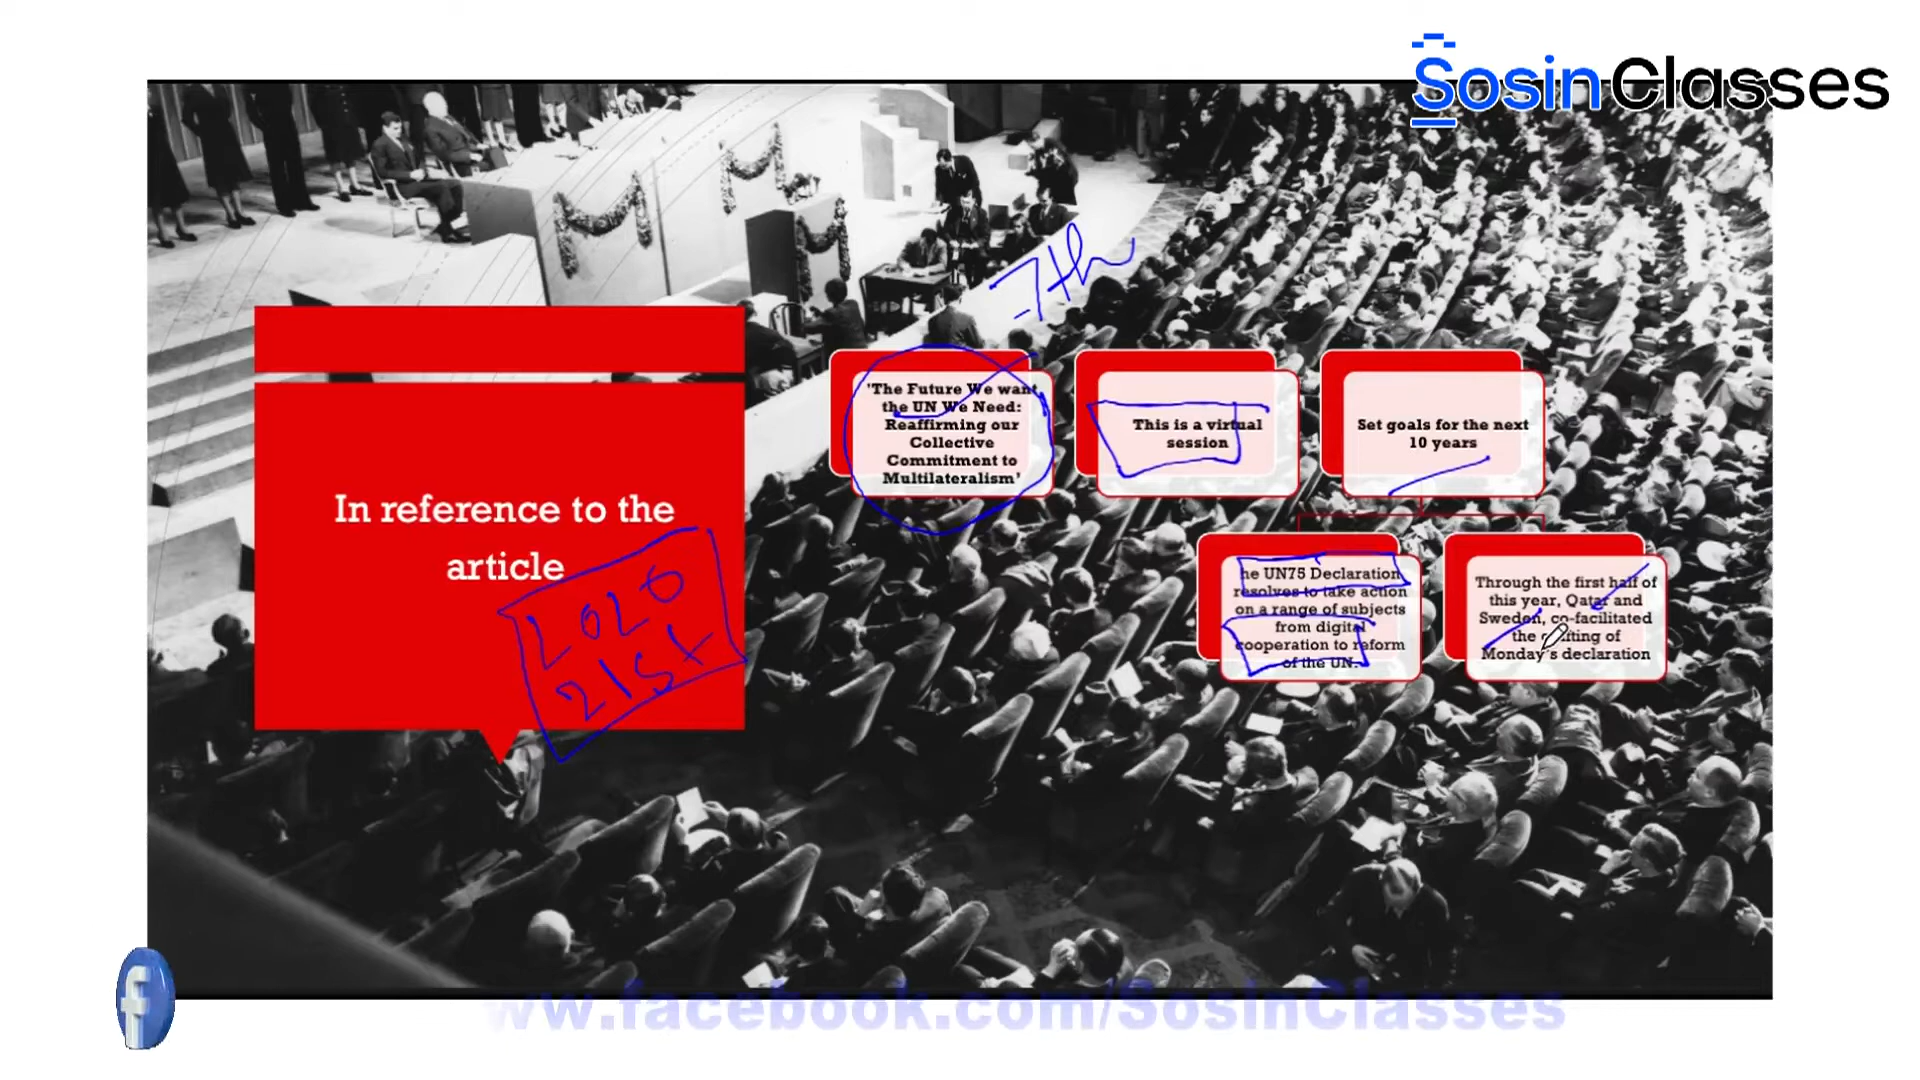 SosinClasses
7th
'The Future We want
the UN We Need:
Reaffirming our
Collective
Commitment to
Multilateralism'
This is a virtual
session
Set goals for the next
10 years
In reference to the
article
2020
21st
he UN75 Declaration
resolves to take action
on a range of subjects
from digital
cooperation to reform
of the UN.
Through the first half of
this year, Qatar and
Sweden, co-facilitated
the drafting of
Monday's declaration
f
www.facebook.com/SosinClasses